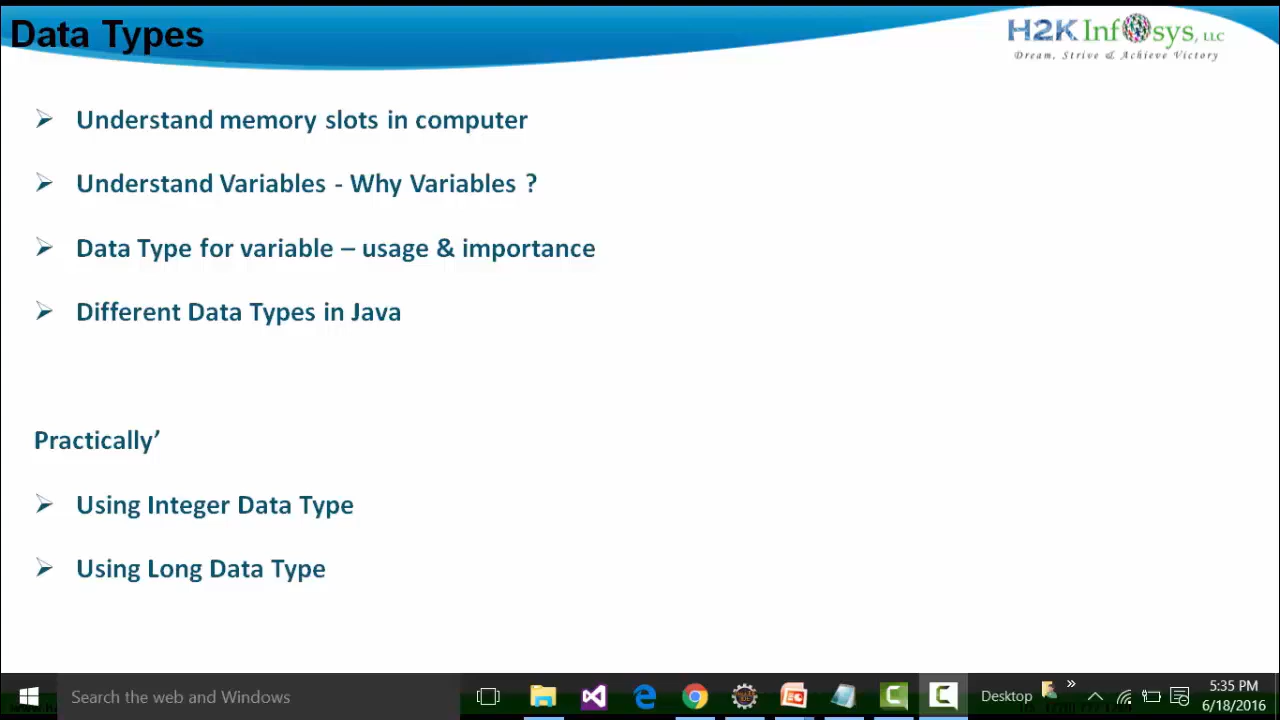 Data Types
H2K Infosys, LLC
Dream, Strive & Achieve Victory
➢ Understand memory slots in computer
➢ Understand Variables - Why Variables ?
➢ Data Type for variable – usage & importance
➢ Different Data Types in Java
Practically’
➢ Using Integer Data Type
➢ Using Long Data Type
Search the web and Windows
Desktop
»
5:35 PM
6/18/2016